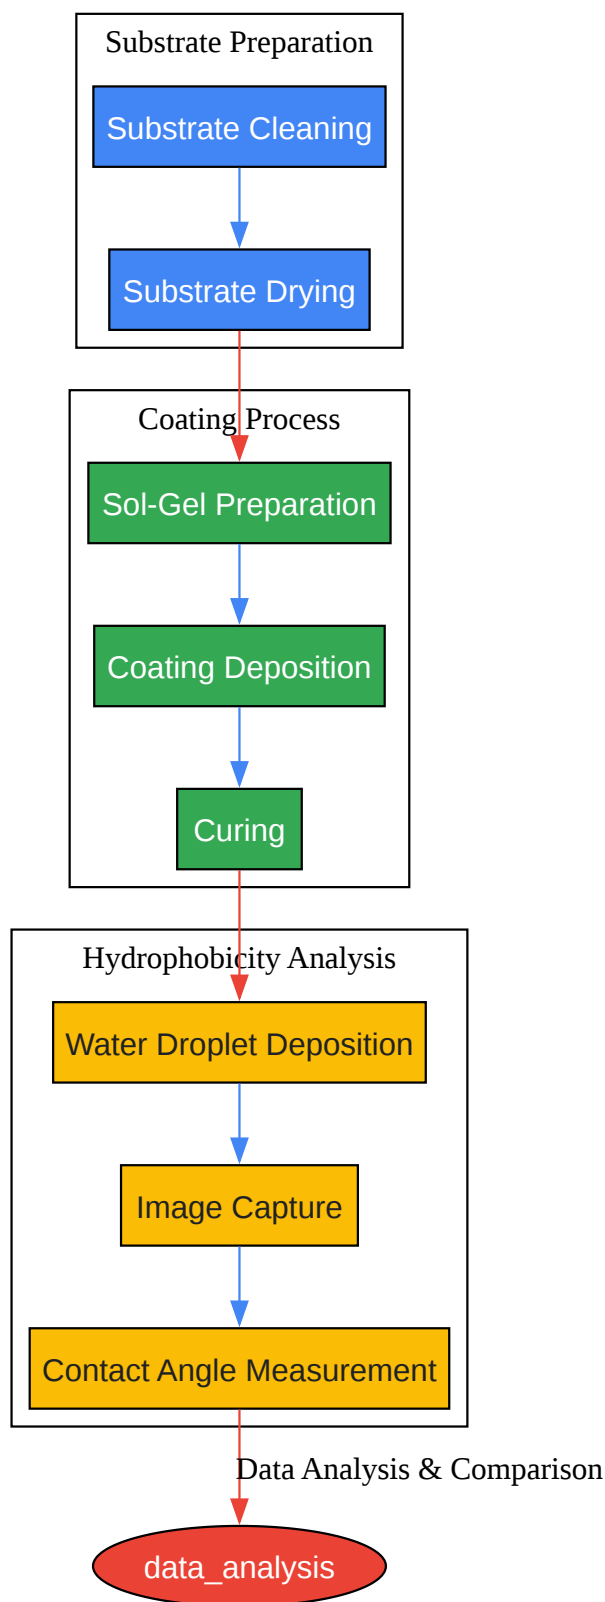 Substrate Preparation
Substrate Cleaning
Substrate Drying
Coating Process
Sol-Gel Preparation
Coating Deposition
Curing
Hydrophobicity Analysis
Water Droplet Deposition
Image Capture
Contact Angle Measurement
Data Analysis & Comparison
data_analysis